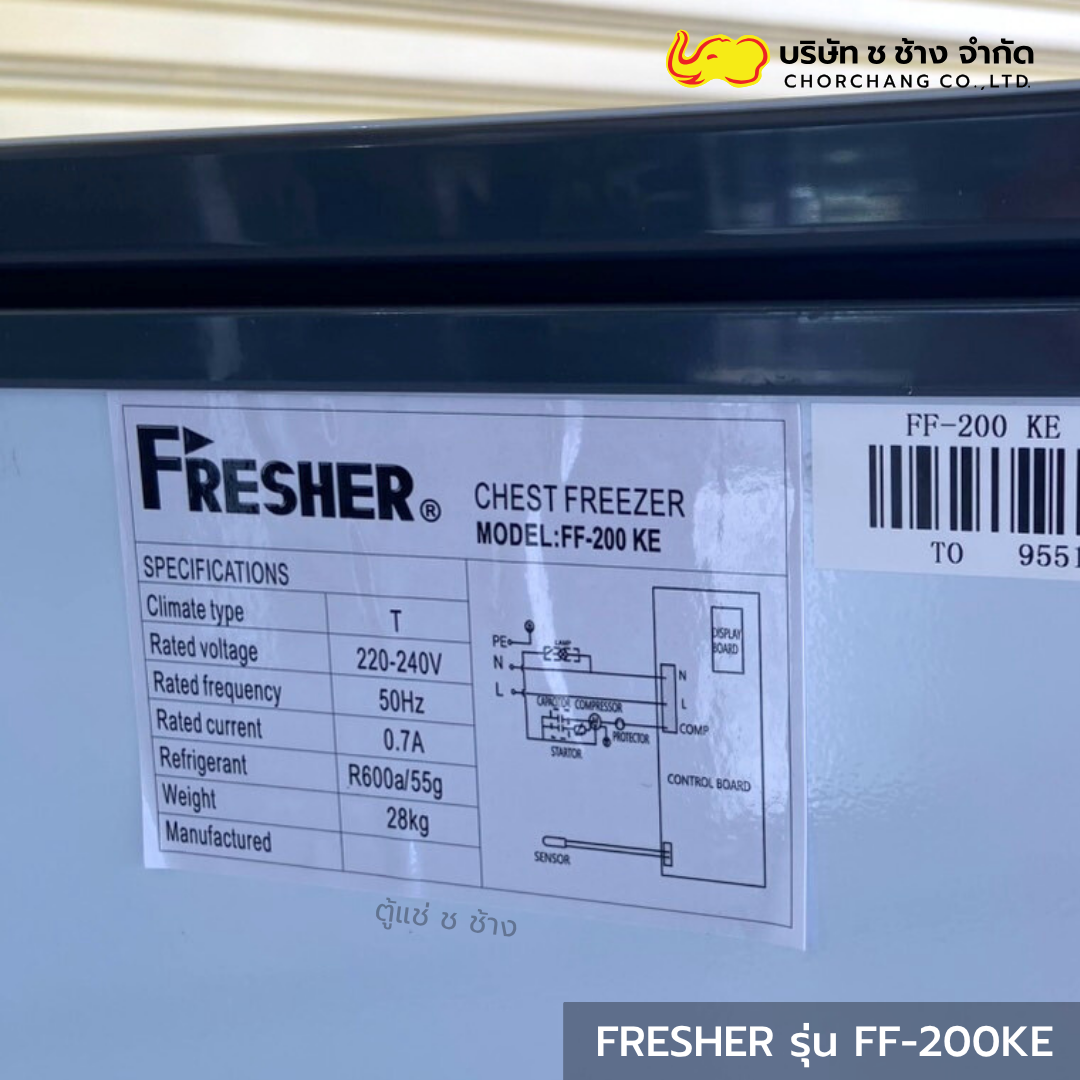 บริษัท ช ช้าง จำกัด
CHORCHANG CO.,LTD.
FRESHER®
CHEST FREEZER
MODEL:FF-200 KE
SPECIFICATIONS
Climate type T
Rated voltage 220-240V
Rated frequency 50Hz
Rated current 0.7A
Refrigerant R600a/55g
Weight 28kg
Manufactured
DISPLAY
BOARD
PE
LAMP
N
N
L
L
CAPACITOR COMPRESSOR
COMP
PROTECTOR
STARTOR
CONTROL BOARD
SENSOR
FF-200 KE
TO 9551
ตู้แช่ ช ช้าง
FRESHER รุ่น FF-200KE